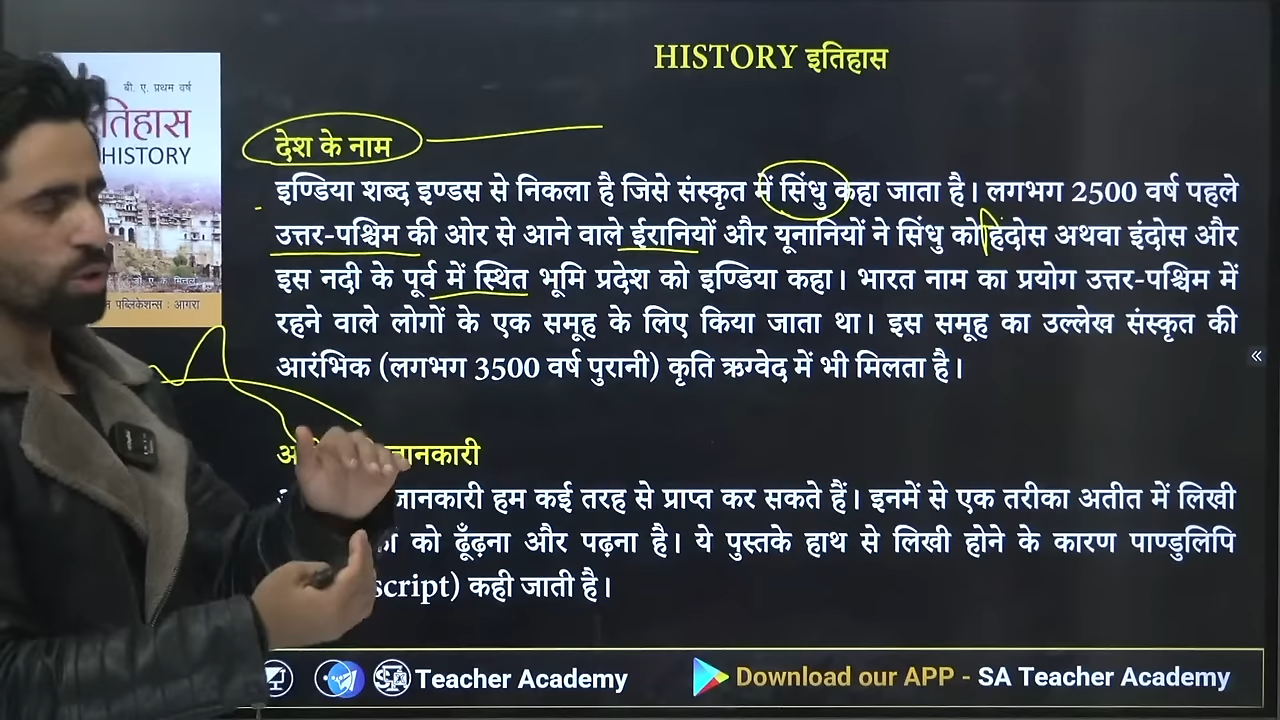 HISTORY इतिहास
बी. ए. प्रथम वर्ष
तिहास
HISTORY
पब्लिकेशन्स : आगरा
देश के नाम
इण्डिया शब्द इण्डस से निकला है जिसे संस्कृत में सिंधु कहा जाता है। लगभग 2500 वर्ष पहले
उत्तर-पश्चिम की ओर से आने वाले ईरानियों और यूनानियों ने सिंधु को हिंदोस अथवा इंदोस और
इस नदी के पूर्व में स्थित भूमि प्रदेश को इण्डिया कहा। भारत नाम का प्रयोग उत्तर-पश्चिम में
रहने वाले लोगों के एक समूह के लिए किया जाता था। इस समूह का उल्लेख संस्कृत की
आरंभिक (लगभग 3500 वर्ष पुरानी) कृति ऋग्वेद में भी मिलता है।
जानकारी
जानकारी हम कई तरह से प्राप्त कर सकते हैं। इनमें से एक तरीका अतीत में लिखी
को ढूँढ़ना और पढ़ना है। ये पुस्तके हाथ से लिखी होने के कारण पाण्डुलिपि
script) कही जाती है।
Teacher Academy
Download our APP - SA Teacher Academy